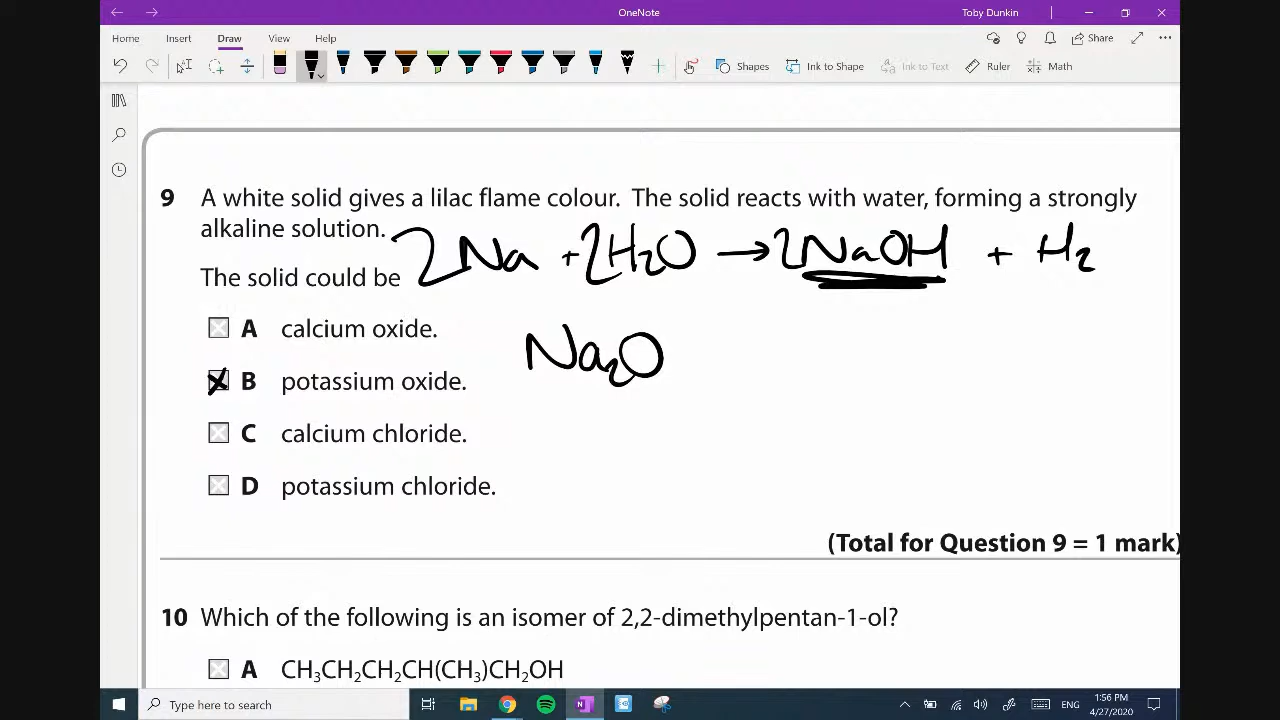 OneNote
Toby Dunkin
Home Insert Draw View Help
Share
Shapes Ink to Shape Ink to Text Ruler Math
9 A white solid gives a lilac flame colour. The solid reacts with water, forming a strongly
alkaline solution.
2Na + 2H₂O → 2NaOH + H₂
The solid could be
A calcium oxide.
Na₂O
B potassium oxide.
C calcium chloride.
D potassium chloride.
(Total for Question 9 = 1 mark)
10 Which of the following is an isomer of 2,2-dimethylpentan-1-ol?
A CH₃CH₂CH₂CH(CH₃)CH₂OH
Type here to search
ENG
1:56 PM
4/27/2020